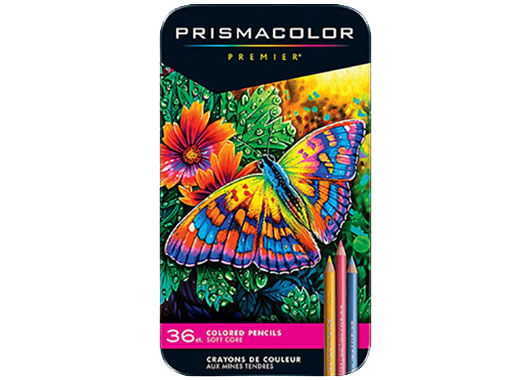 PRISMACOLOR
PREMIER®
36 ct.
COLORED PENCILS
SOFT CORE
CRAYONS DE COULEUR
AUX MINES TENDRES